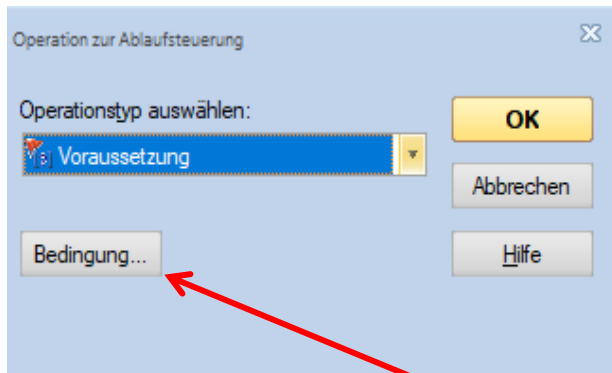 Operation zur Ablaufsteuerung
Operationstyp auswählen:
Voraussetzung
OK
Abbrechen
Bedingung...
Hilfe